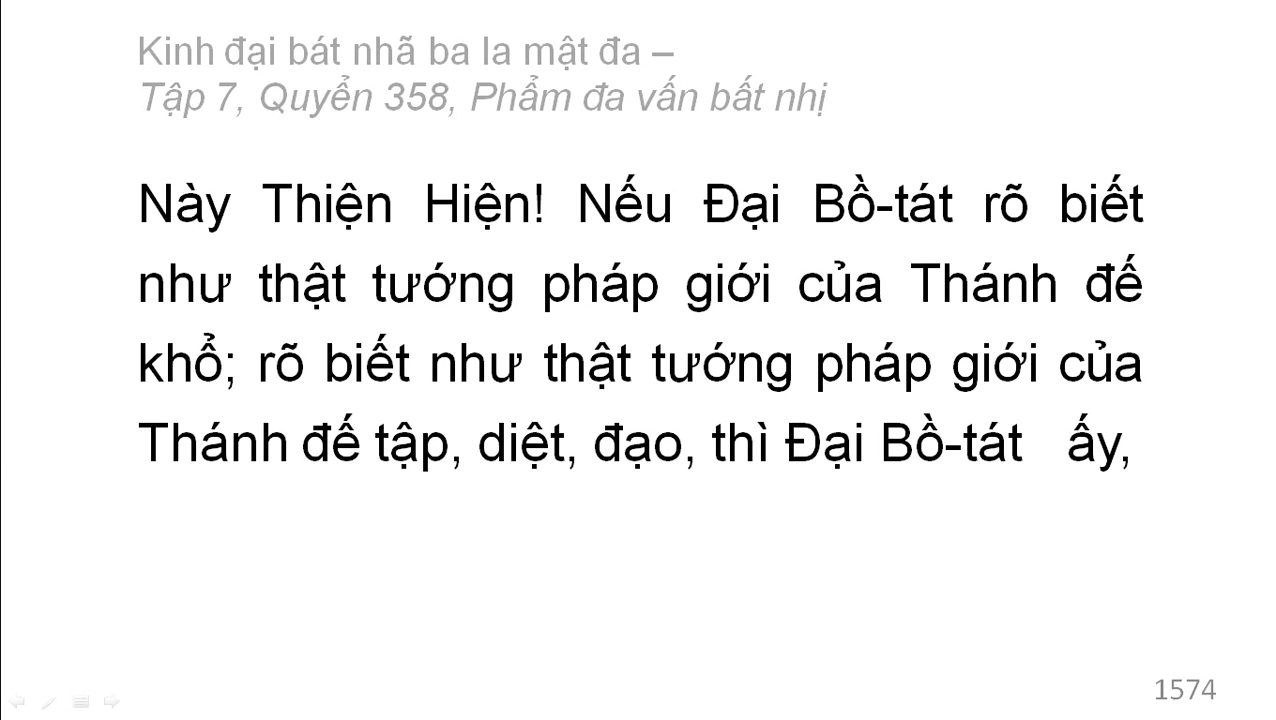 Kinh đại bát nhã ba la mật đa –
Tập 7, Quyển 358, Phẩm đa vấn bất nhị
Này Thiện Hiện! Nếu Đại Bồ-tát rõ biết
như thật tướng pháp giới của Thánh đế
khổ; rõ biết như thật tướng pháp giới của
Thánh đế tập, diệt, đạo, thì Đại Bồ-tát ấy,
1574